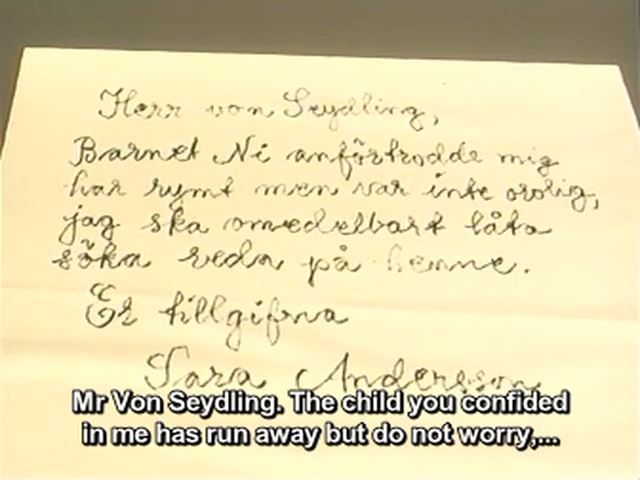 Herr von Seydling,
Barnet Ni anförtrodde mig
har rymt men var inte orolig,
jag ska omedelbart låta
söka reda på henne.
Er tillgifna
Sara Andersson
Mr Von Seydling. The child you confided
in me has run away but do not worry,...